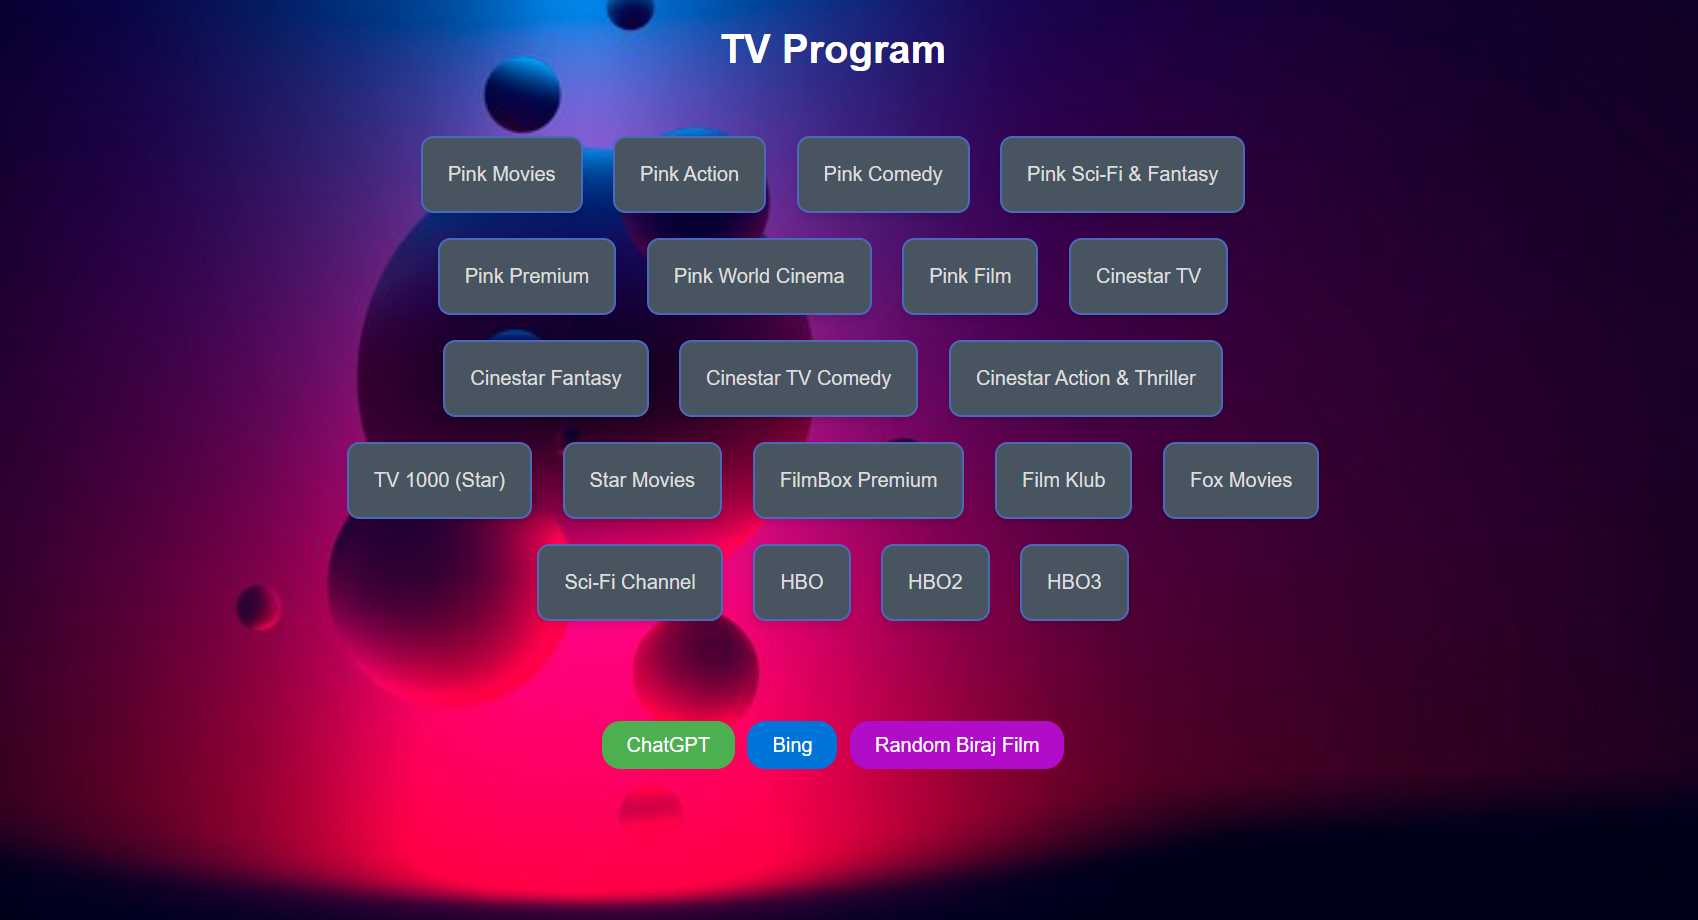 TV Program
Pink Movies
Pink Action
Pink Comedy
Pink Sci-Fi & Fantasy
Pink Premium
Pink World Cinema
Pink Film
Cinestar TV
Cinestar Fantasy
Cinestar TV Comedy
Cinestar Action & Thriller
TV 1000 (Star)
Star Movies
FilmBox Premium
Film Klub
Fox Movies
Sci-Fi Channel
HBO
HBO2
HBO3
ChatGPT
Bing
Random Biraj Film